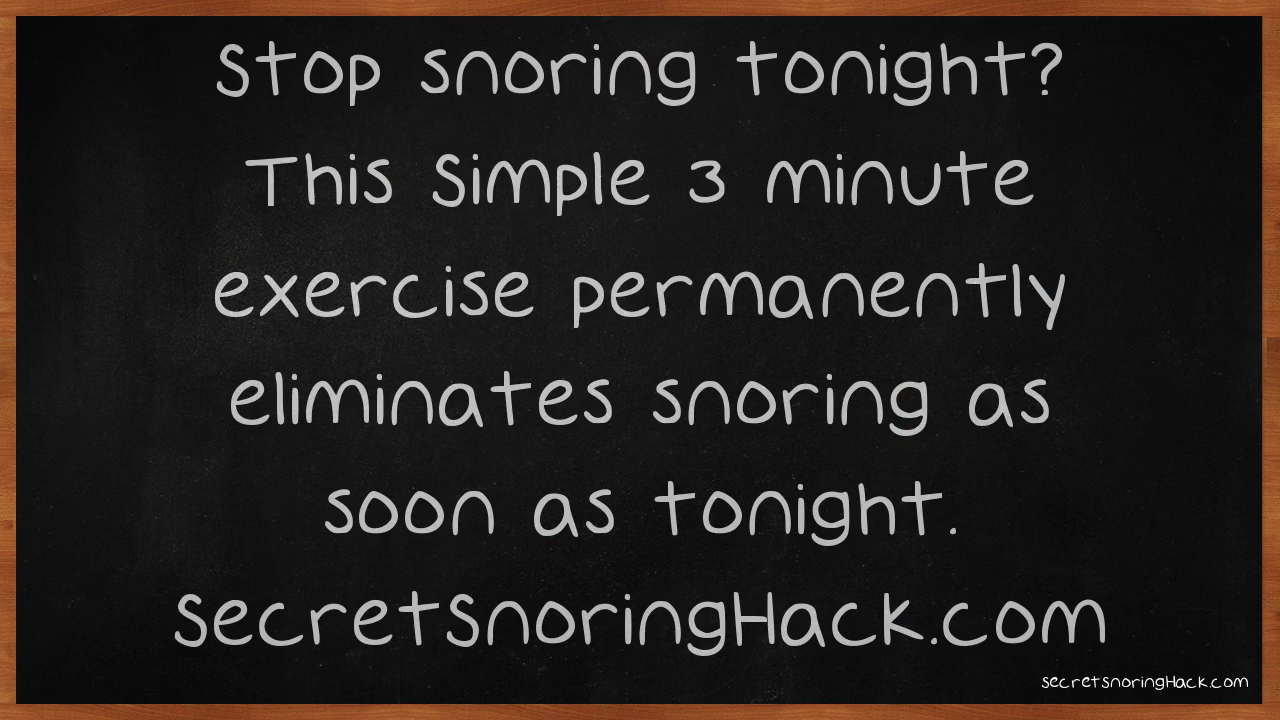 Stop snoring tonight?
This Simple 3 minute
exercise permanently
eliminates snoring as
soon as tonight.
SecretSnoringHack.com
secretsnoringHack.com